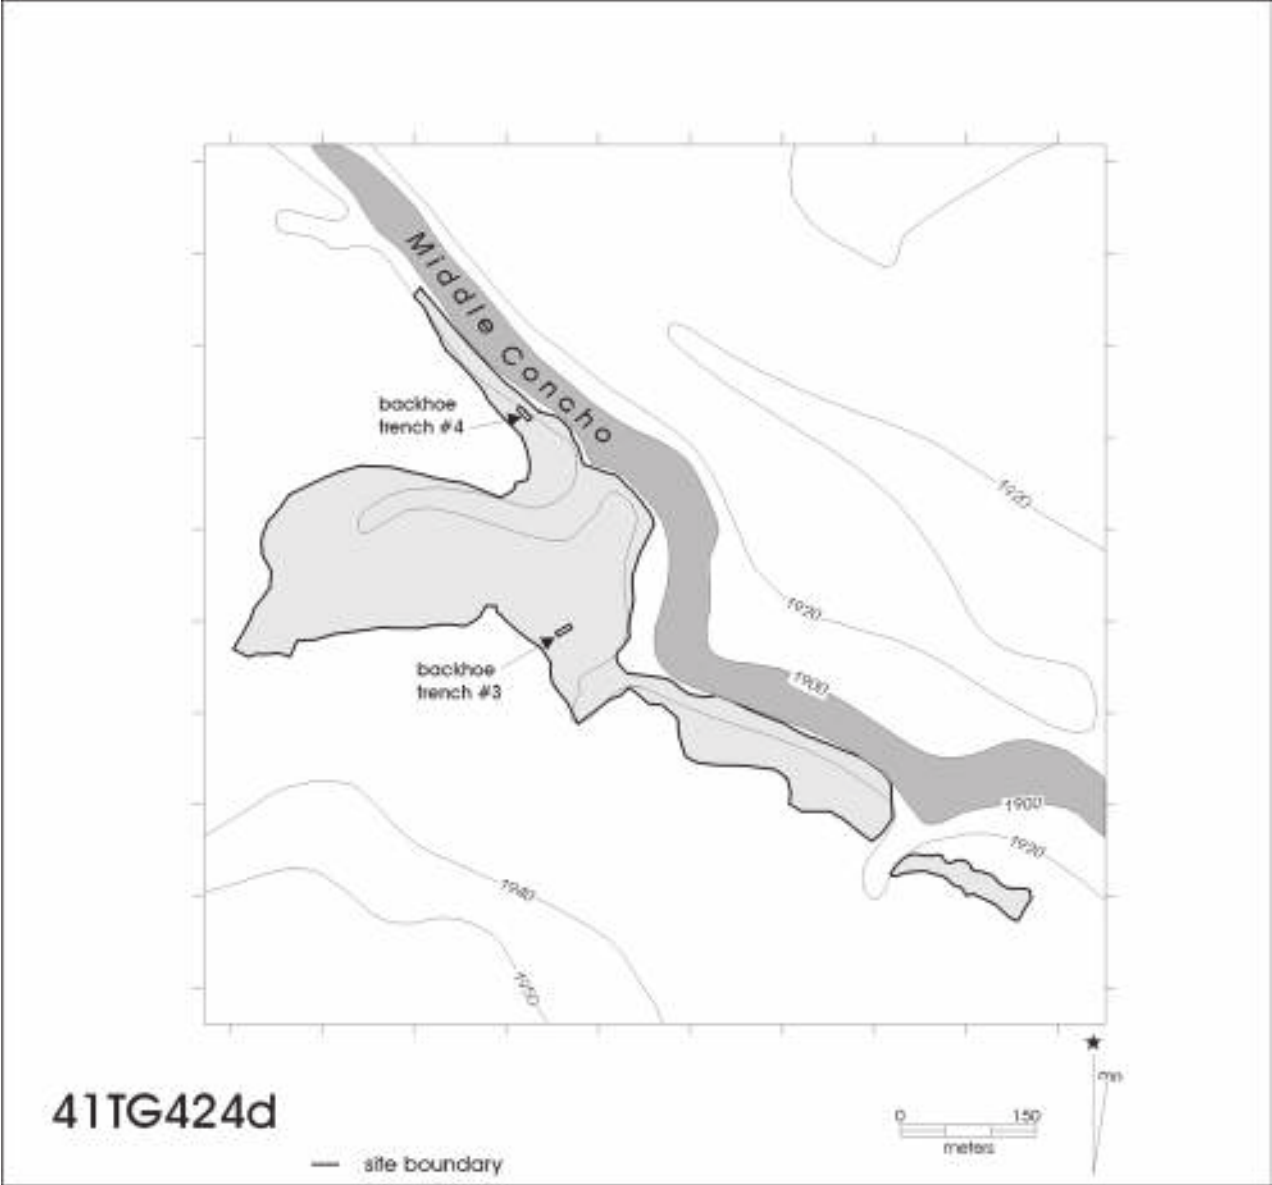 Middle Concho
backhoe
trench #4
1920
1920
backhoe
trench #3
1900
1900
1920
1940
1950
mn
41TG424d
0 150
meters
site boundary